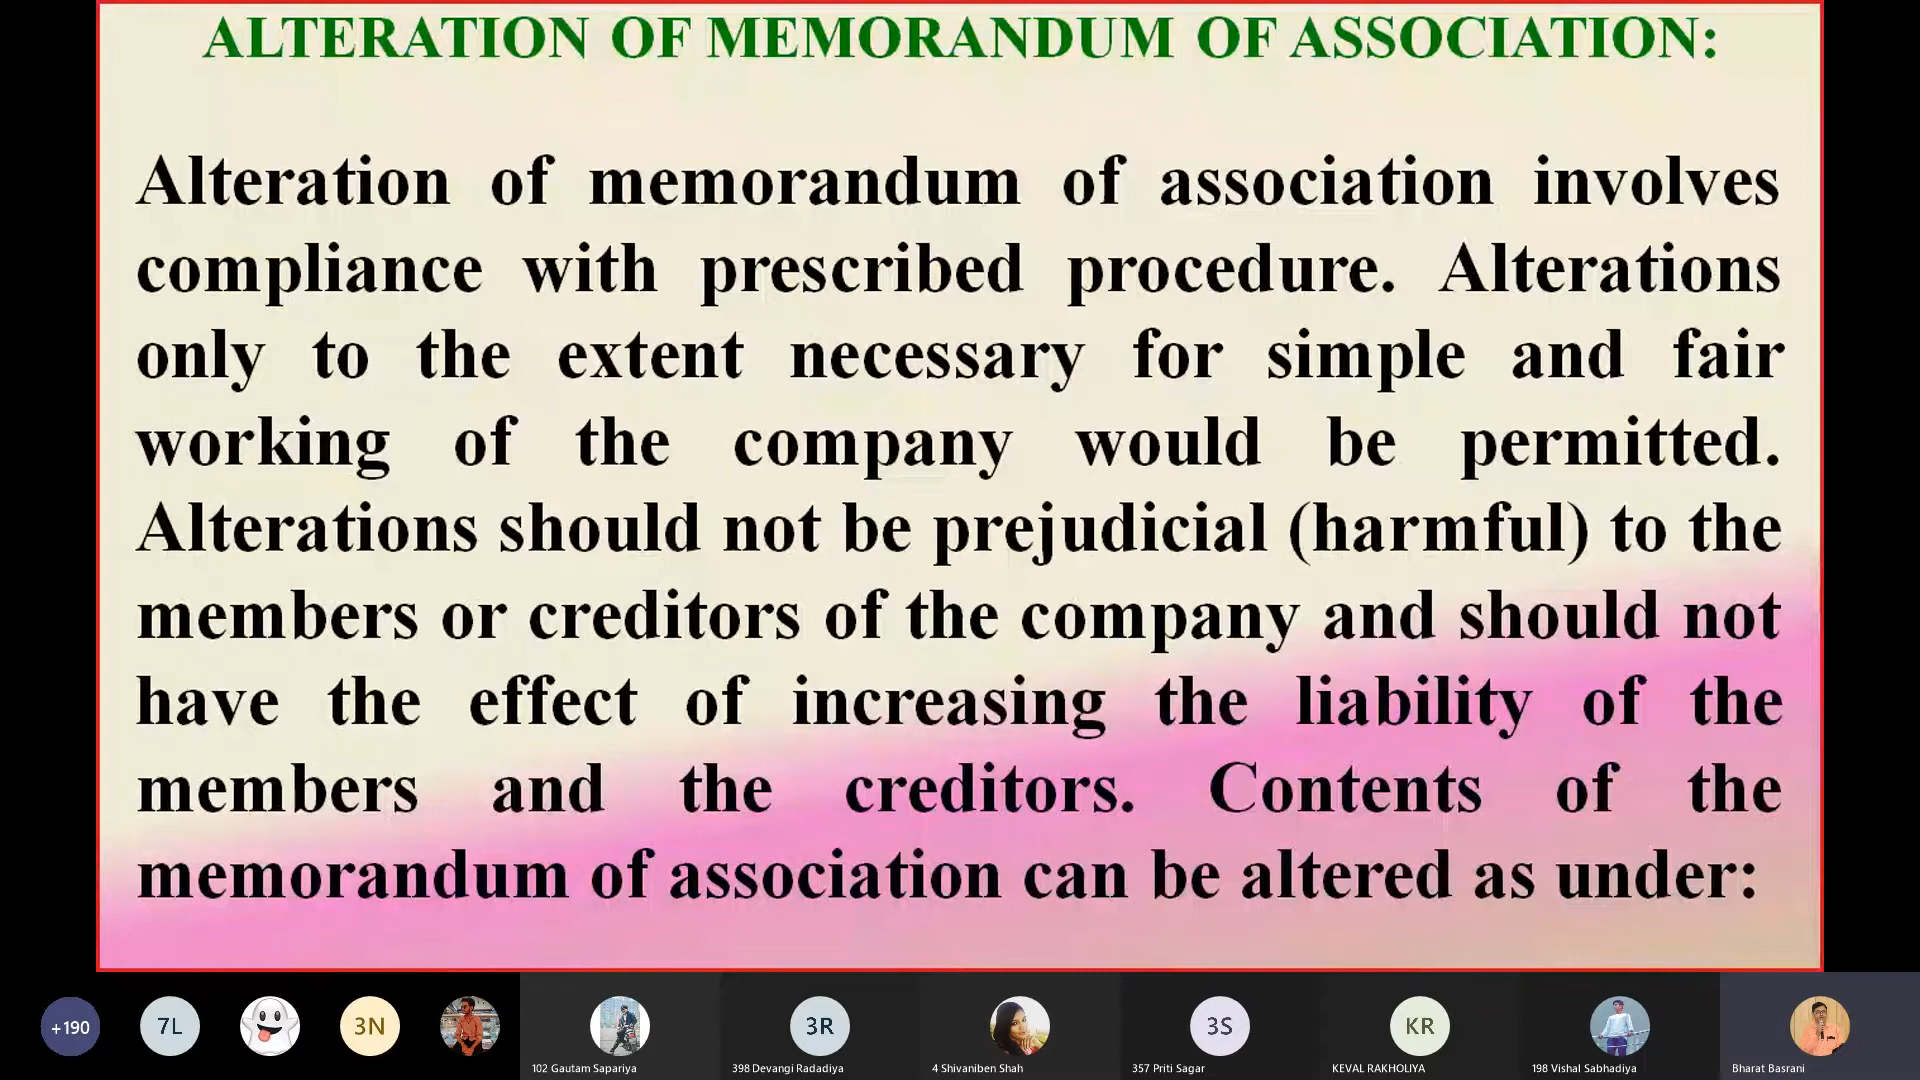 ALTERATION OF MEMORANDUM OF ASSOCIATION:
Alteration of memorandum of association involves
compliance with prescribed procedure. Alterations
only to the extent necessary for simple and fair
working of the company would be permitted.
Alterations should not be prejudicial (harmful) to the
members or creditors of the company and should not
have the effect of increasing the liability of the
members and the creditors. Contents of the
memorandum of association can be altered as under:
+190
7L
3N
3R
3S
KR
102 Gautam Sapariya
398 Devangi Radadiya
4 Shivaniben Shah
357 Priti Sagar
KEVAL RAKHOLIYA
198 Vishal Sabhadiya
Bharat Basrani